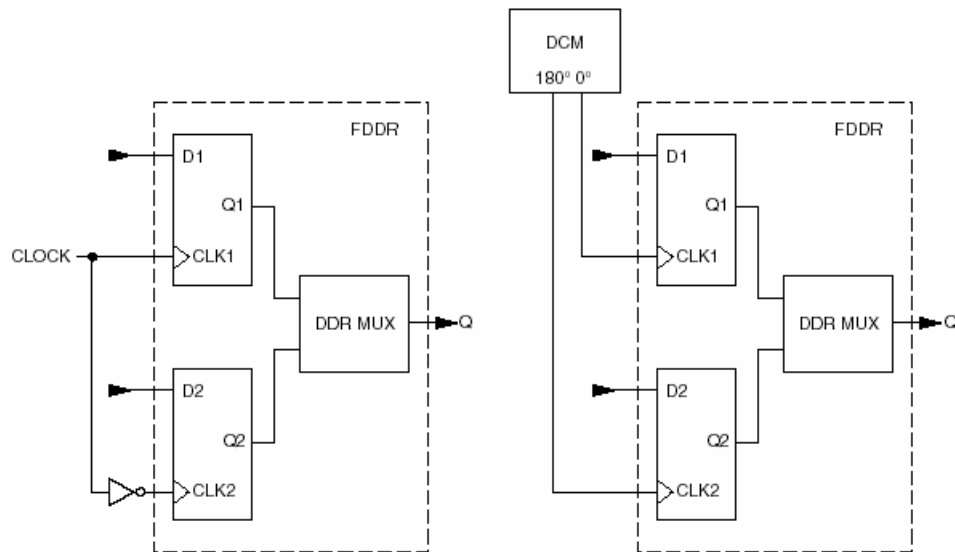 DCM
180° 0°
FDDR
D1
Q1
CLOCK
CLK1
DDR MUX
Q
D2
Q2
CLK2
FDDR
D1
Q1
CLK1
DDR MUX
Q
D2
Q2
CLK2